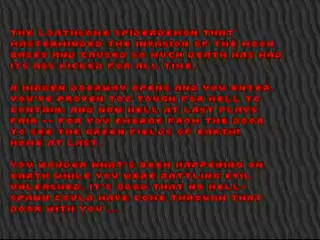 THE LOATHSOME SPIDERDEMON THAT
MASTERMINDED THE INVASION OF THE MOON
BASES AND CAUSED SO MUCH DEATH HAS HAD
ITS ASS KICKED FOR ALL TIME.
A HIDDEN DOORWAY OPENS AND YOU ENTER.
YOU'VE PROVEN TOO TOUGH FOR HELL TO
CONTAIN, AND NOW HELL AT LAST PLAYS
FAIR -- FOR YOU EMERGE FROM THE DOOR
TO SEE THE GREEN FIELDS OF EARTH!
HOME AT LAST.
YOU WONDER WHAT'S BEEN HAPPENING ON
EARTH WHILE YOU WERE BATTLING EVIL
UNLEASHED. IT'S GOOD THAT NO HELL-
SPAWN COULD HAVE COME THROUGH THAT
DOOR WITH YOU ...